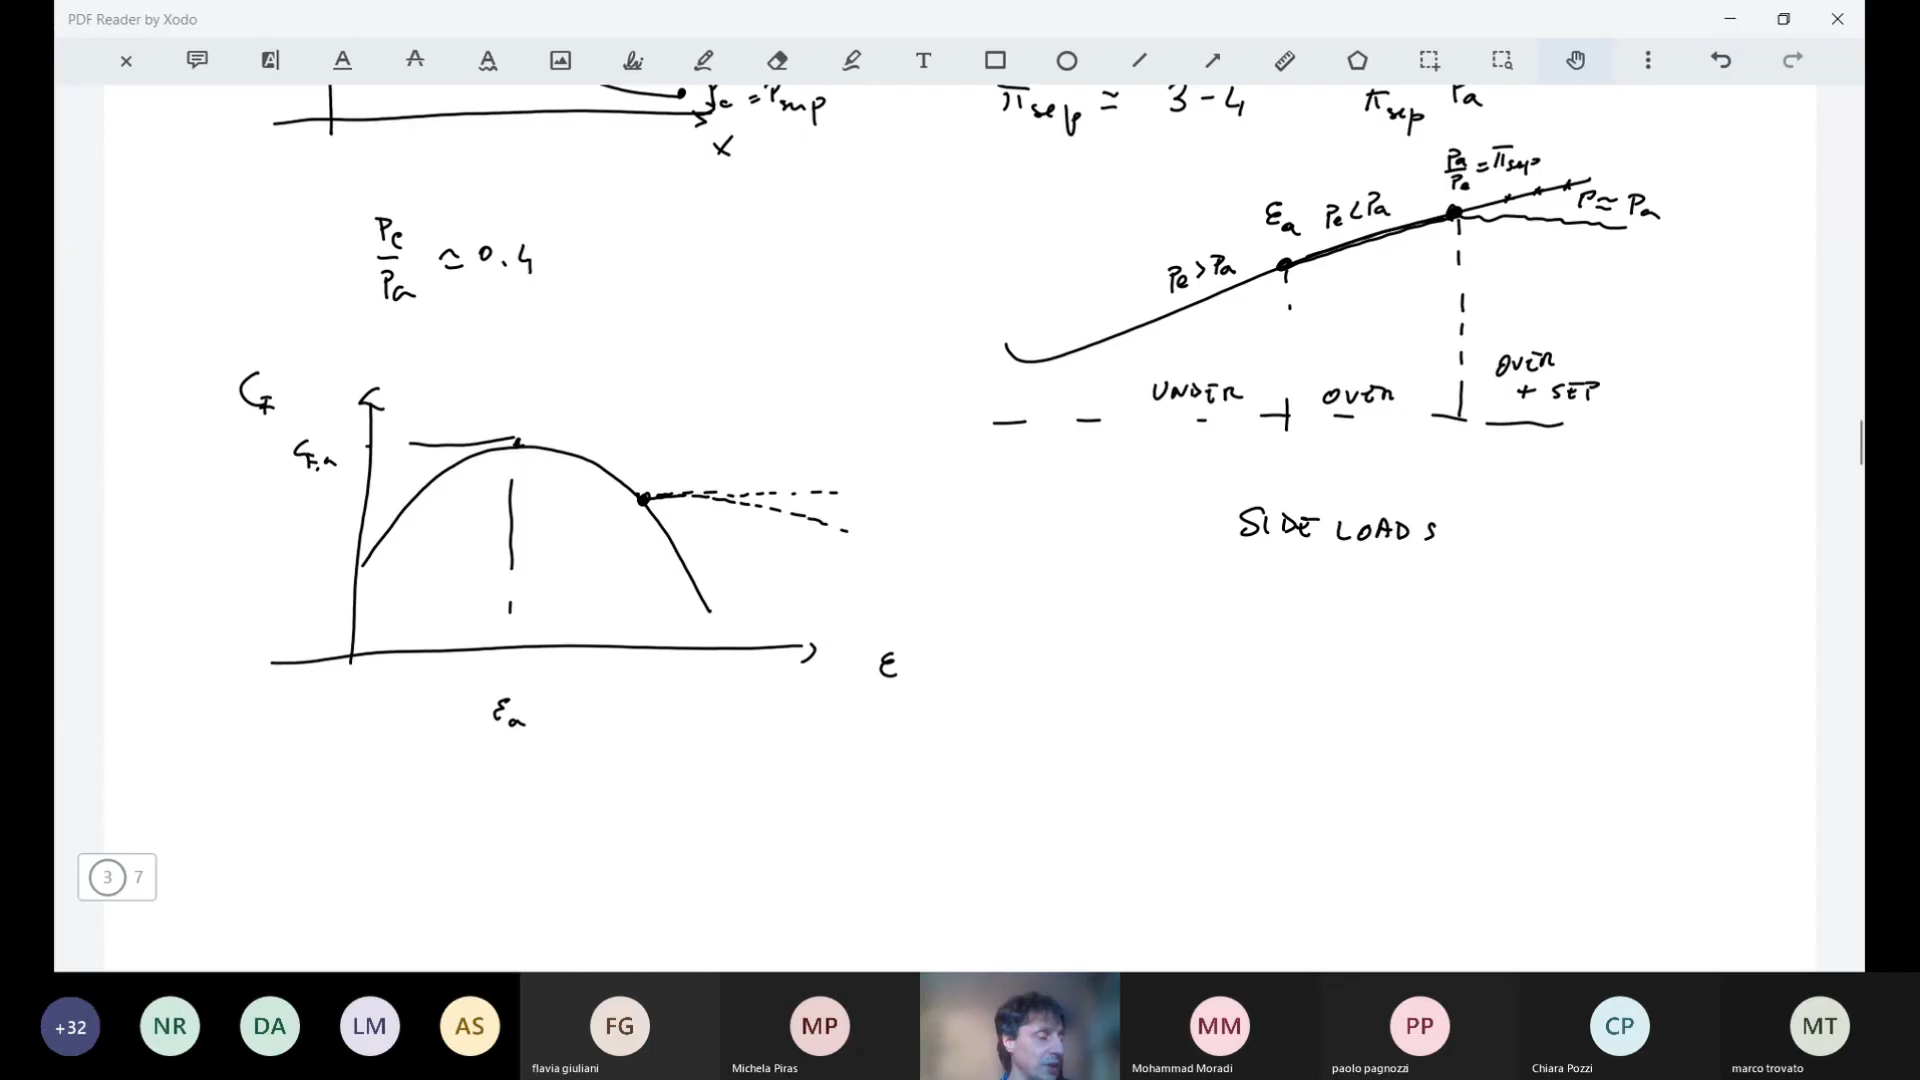 PDF Reader by Xodo
= Psup
πsep ≃ 3-4
πsep
Pa
X
Pe/Pa ≃ 0.4
Pa/Pe = πsep
P ≃ Pa
εa
Pe < Pa
Pe > Pa
UNDER
OVER
OVER
+ SEP
CF
CF,a
SIDE LOADS
ε
εa
3 7
+32
NR
DA
LM
AS
FG
MP
MM
PP
CP
MT
flavia giuliani
Michela Piras
Mohammad Moradi
paolo pagnozzi
Chiara Pozzi
marco trovato